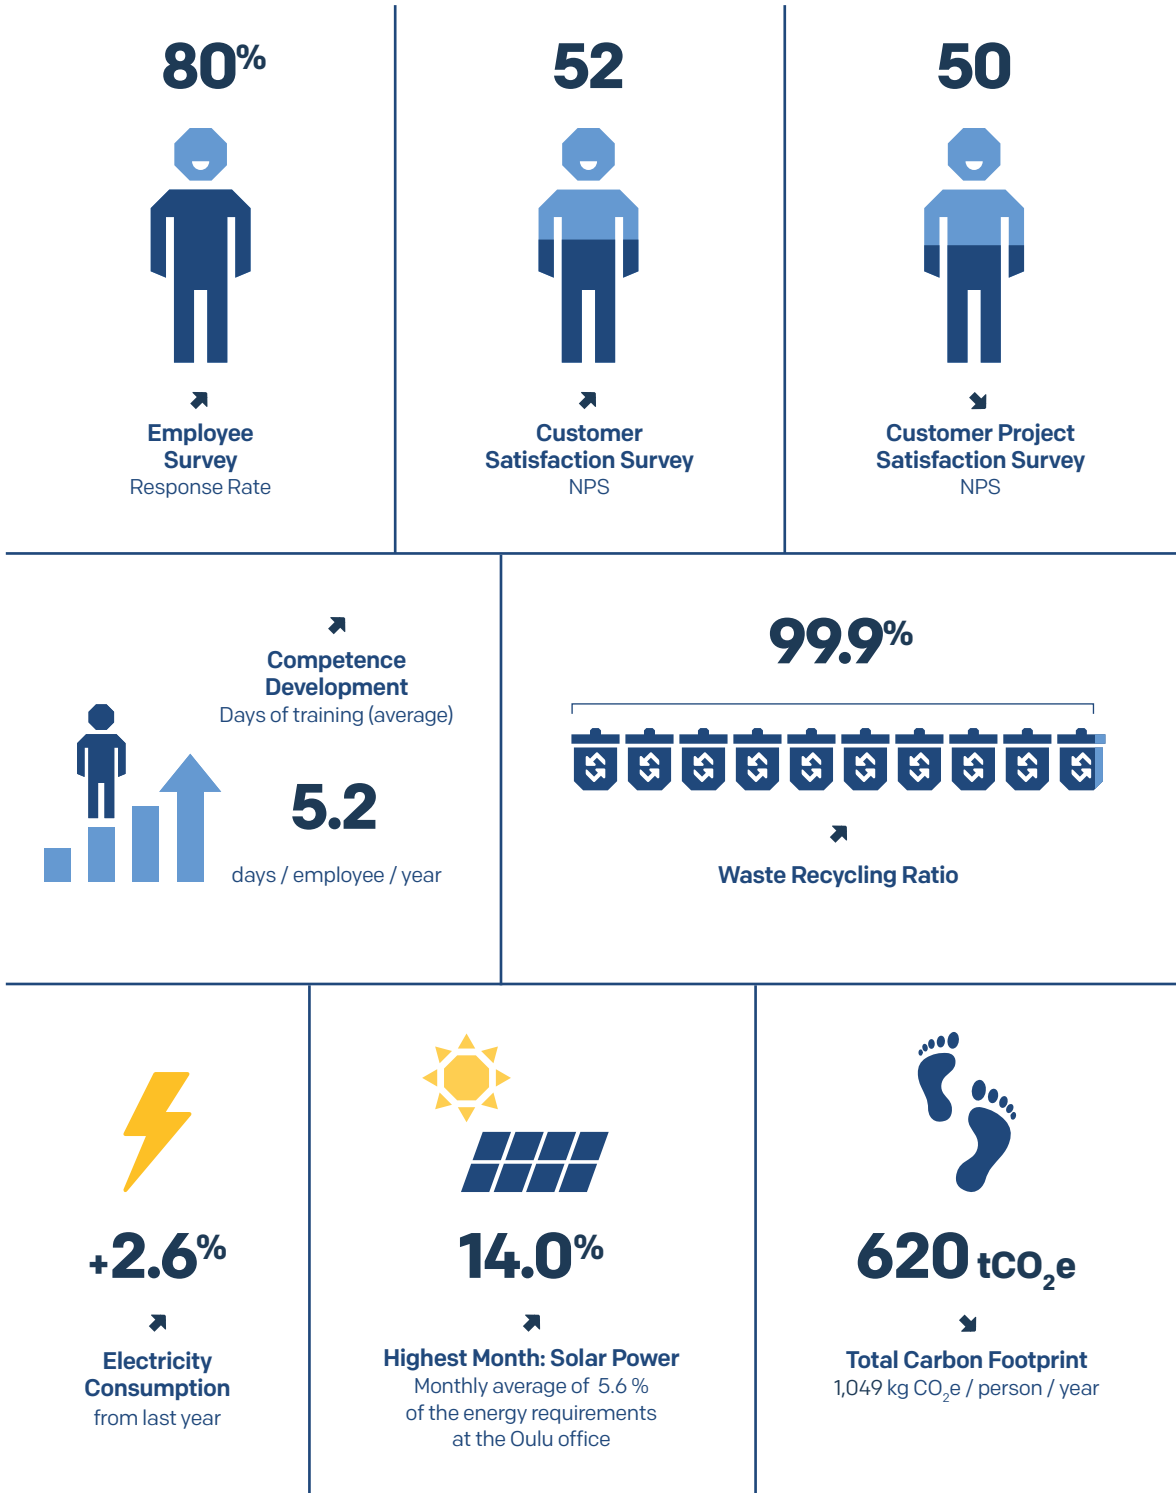 80%
Employee
Survey
Response Rate
52
Customer
Satisfaction Survey
NPS
50
Customer Project
Satisfaction Survey
NPS
Competence
Development
Days of training (average)
5.2
days / employee / year
99.9%
Waste Recycling Ratio
+2.6%
Electricity
Consumption
from last year
14.0%
Highest Month: Solar Power
Monthly average of 5.6 %
of the energy requirements
at the Oulu office
620 tCO₂e
Total Carbon Footprint
1,049 kg CO₂e / person / year